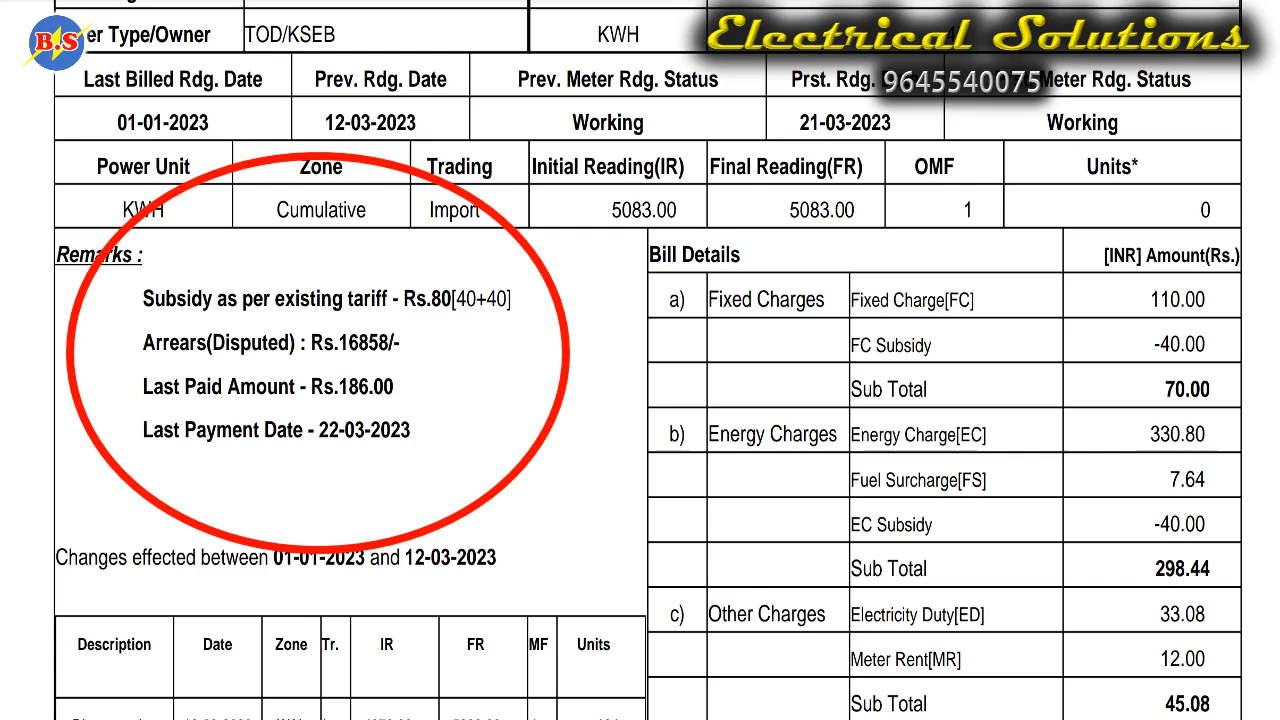 B.S
Electrical Solutions
9645540075
er Type/Owner TOD/KSEB KWH
Last Billed Rdg. Date Prev. Rdg. Date Prev. Meter Rdg. Status Prst. Rdg. Meter Rdg. Status
01-01-2023 12-03-2023 Working 21-03-2023 Working
Power Unit Zone Trading Initial Reading(IR) Final Reading(FR) OMF Units*
KWH Cumulative Import 5083.00 5083.00 1 0
Remarks :
Subsidy as per existing tariff - Rs.80[40+40]
Arrears(Disputed) : Rs.16858/-
Last Paid Amount - Rs.186.00
Last Payment Date - 22-03-2023
Changes effected between 01-01-2023 and 12-03-2023
Description Date Zone Tr. IR FR MF Units
Bill Details [INR] Amount(Rs.)
a) Fixed Charges Fixed Charge[FC] 110.00
FC Subsidy -40.00
Sub Total 70.00
b) Energy Charges Energy Charge[EC] 330.80
Fuel Surcharge[FS] 7.64
EC Subsidy -40.00
Sub Total 298.44
c) Other Charges Electricity Duty[ED] 33.08
Meter Rent[MR] 12.00
Sub Total 45.08